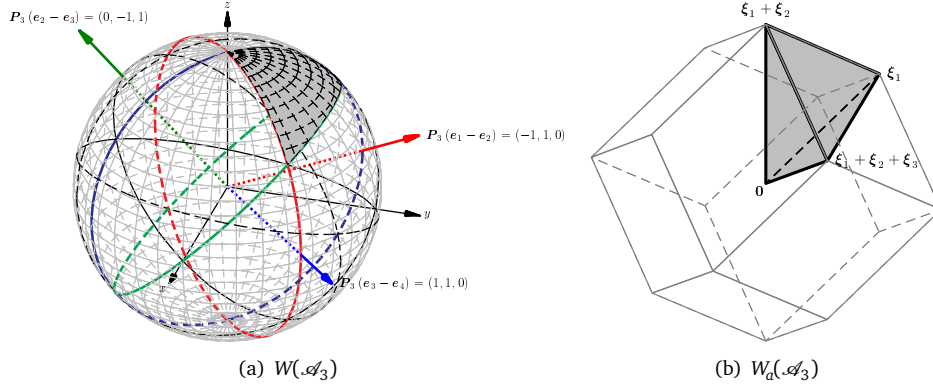 z
P₃ (e₂ − e₃) = (0, −1, 1)
P₃ (e₁ − e₂) = (−1, 1, 0)
y
x
P₃ (e₃ − e₄) = (1, 1, 0)
(a) W(𝒜₃)
ξ₁ + ξ₂
ξ₁
ξ₁ + ξ₂ + ξ₃
0
(b) Wₐ(𝒜₃)